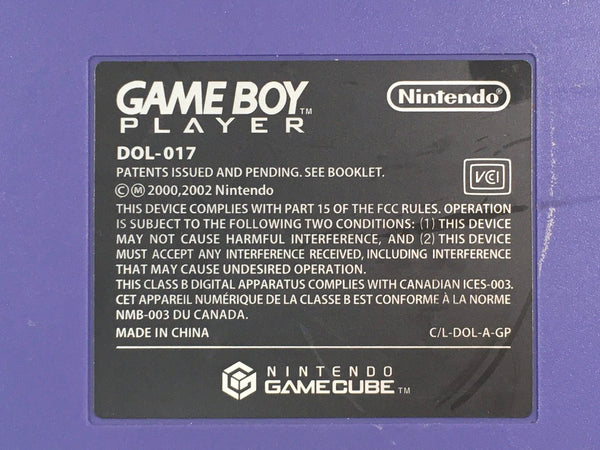 GAME BOY™
PLAYER
Nintendo®
DOL-017
PATENTS ISSUED AND PENDING. SEE BOOKLET.
VCI
©Ⓜ 2000,2002 Nintendo
THIS DEVICE COMPLIES WITH PART 15 OF THE FCC RULES. OPERATION
IS SUBJECT TO THE FOLLOWING TWO CONDITIONS: (1) THIS DEVICE
MAY NOT CAUSE HARMFUL INTERFERENCE, AND (2) THIS DEVICE
MUST ACCEPT ANY INTERFERENCE RECEIVED, INCLUDING INTERFERENCE
THAT MAY CAUSE UNDESIRED OPERATION.
THIS CLASS B DIGITAL APPARATUS COMPLIES WITH CANADIAN ICES-003.
CET APPAREIL NUMÉRIQUE DE LA CLASSE B EST CONFORME À LA NORME
NMB-003 DU CANADA.
MADE IN CHINA C/L-DOL-A-GP
NINTENDO
GAMECUBE™